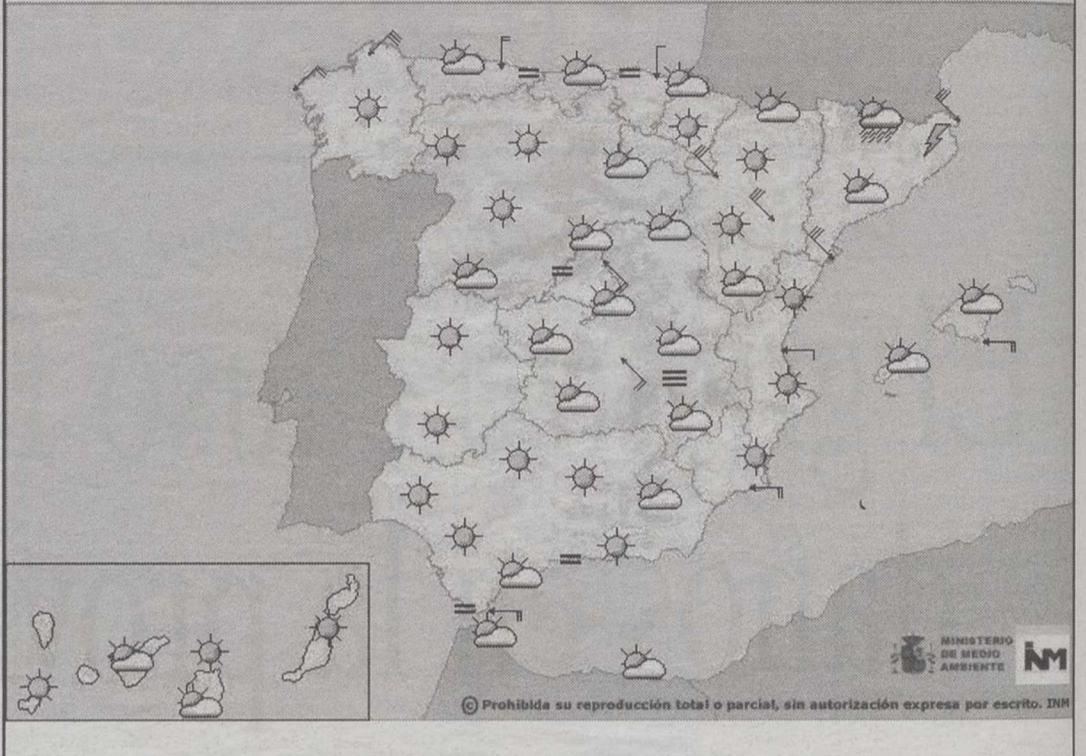 MINISTERIO
DE MEDIO
AMBIENTE
iNM
© Prohibida su reproducción total o parcial, sin autorización expresa por escrito. INM